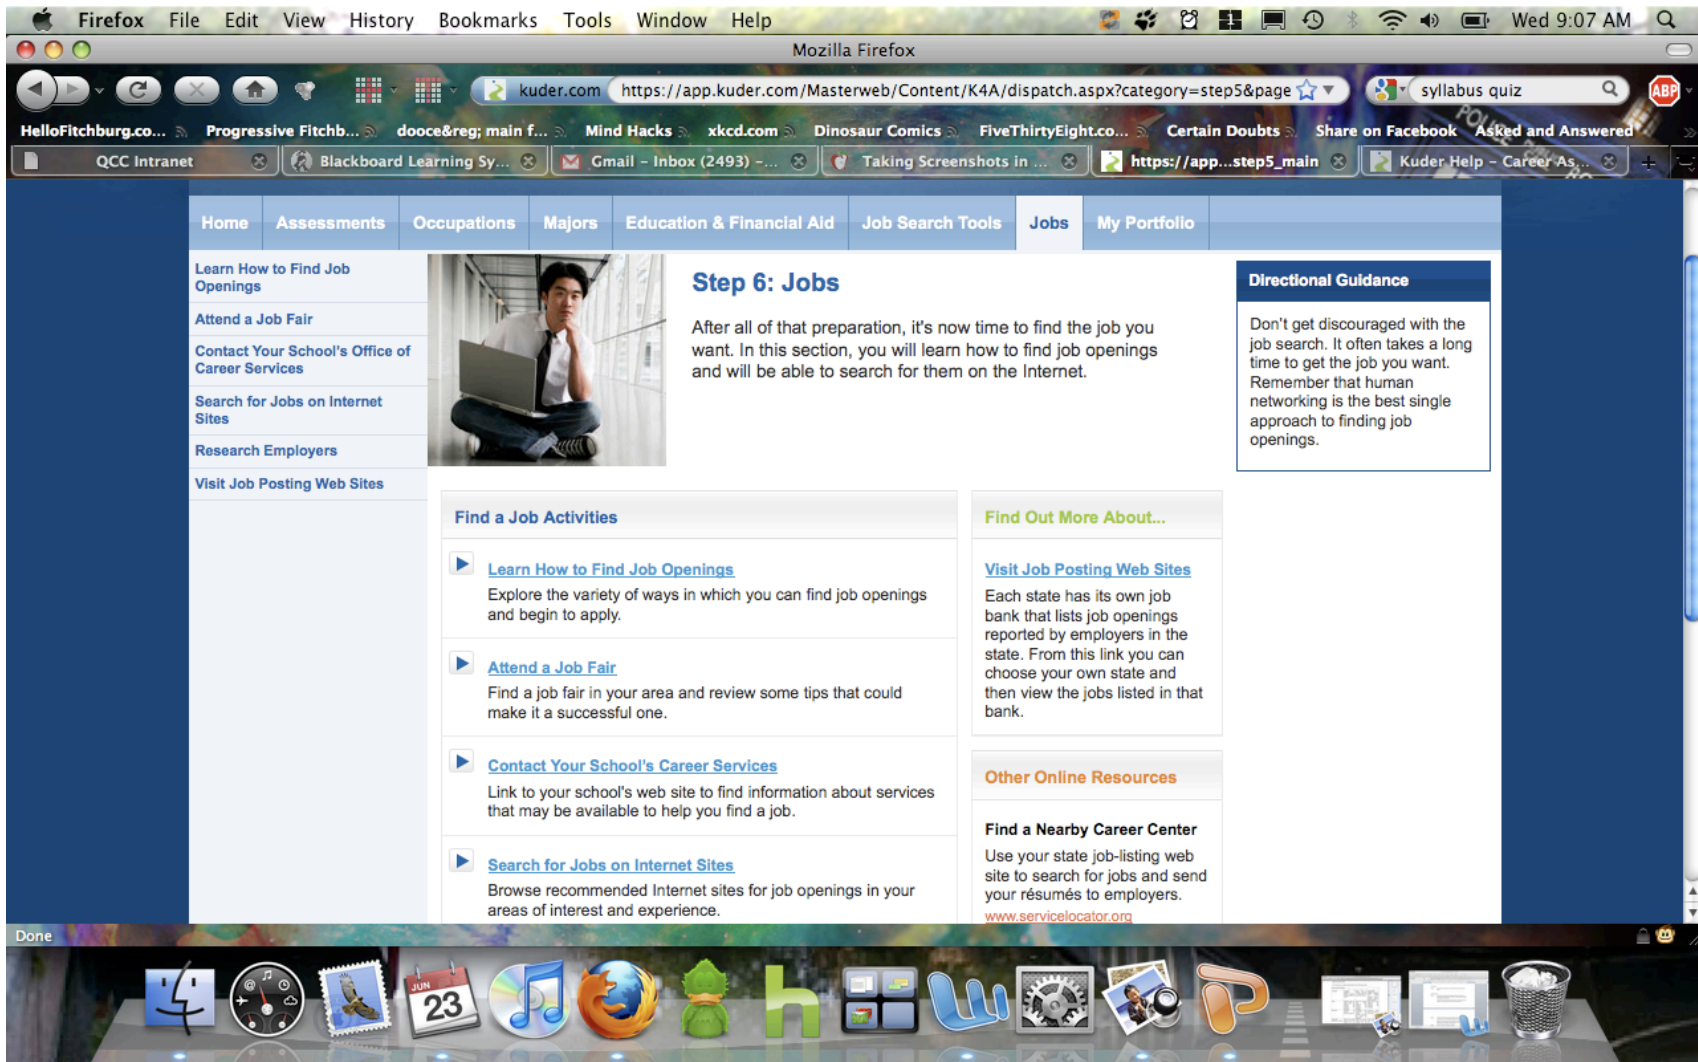 Firefox File Edit View History Bookmarks Tools Window Help
1
Wed 9:07 AM
Mozilla Firefox
kuder.com https://app.kuder.com/Masterweb/Content/K4A/dispatch.aspx?category=step5&page
syllabus quiz
ABP
HelloFitchburg.co... Progressive Fitchb... dooce&reg; main f... Mind Hacks xkcd.com Dinosaur Comics FiveThirtyEight.co... Certain Doubts Share on Facebook Asked and Answered
QCC Intranet Blackboard Learning Sy... Gmail – Inbox (2493) –... Taking Screenshots in ... https://app...step5_main Kuder Help – Career As...
Home Assessments Occupations Majors Education & Financial Aid Job Search Tools Jobs My Portfolio
Learn How to Find Job
Openings
Attend a Job Fair
Contact Your School's Office of
Career Services
Search for Jobs on Internet
Sites
Research Employers
Visit Job Posting Web Sites
Step 6: Jobs
After all of that preparation, it's now time to find the job you
want. In this section, you will learn how to find job openings
and will be able to search for them on the Internet.
Directional Guidance
Don't get discouraged with the
job search. It often takes a long
time to get the job you want.
Remember that human
networking is the best single
approach to finding job
openings.
Find a Job Activities
Learn How to Find Job Openings
Explore the variety of ways in which you can find job openings
and begin to apply.
Attend a Job Fair
Find a job fair in your area and review some tips that could
make it a successful one.
Contact Your School's Career Services
Link to your school's web site to find information about services
that may be available to help you find a job.
Search for Jobs on Internet Sites
Browse recommended Internet sites for job openings in your
areas of interest and experience.
Find Out More About...
Visit Job Posting Web Sites
Each state has its own job
bank that lists job openings
reported by employers in the
state. From this link you can
choose your own state and
then view the jobs listed in that
bank.
Other Online Resources
Find a Nearby Career Center
Use your state job-listing web
site to search for jobs and send
your résumés to employers.
www.servicelocator.org
Done
JUN
23